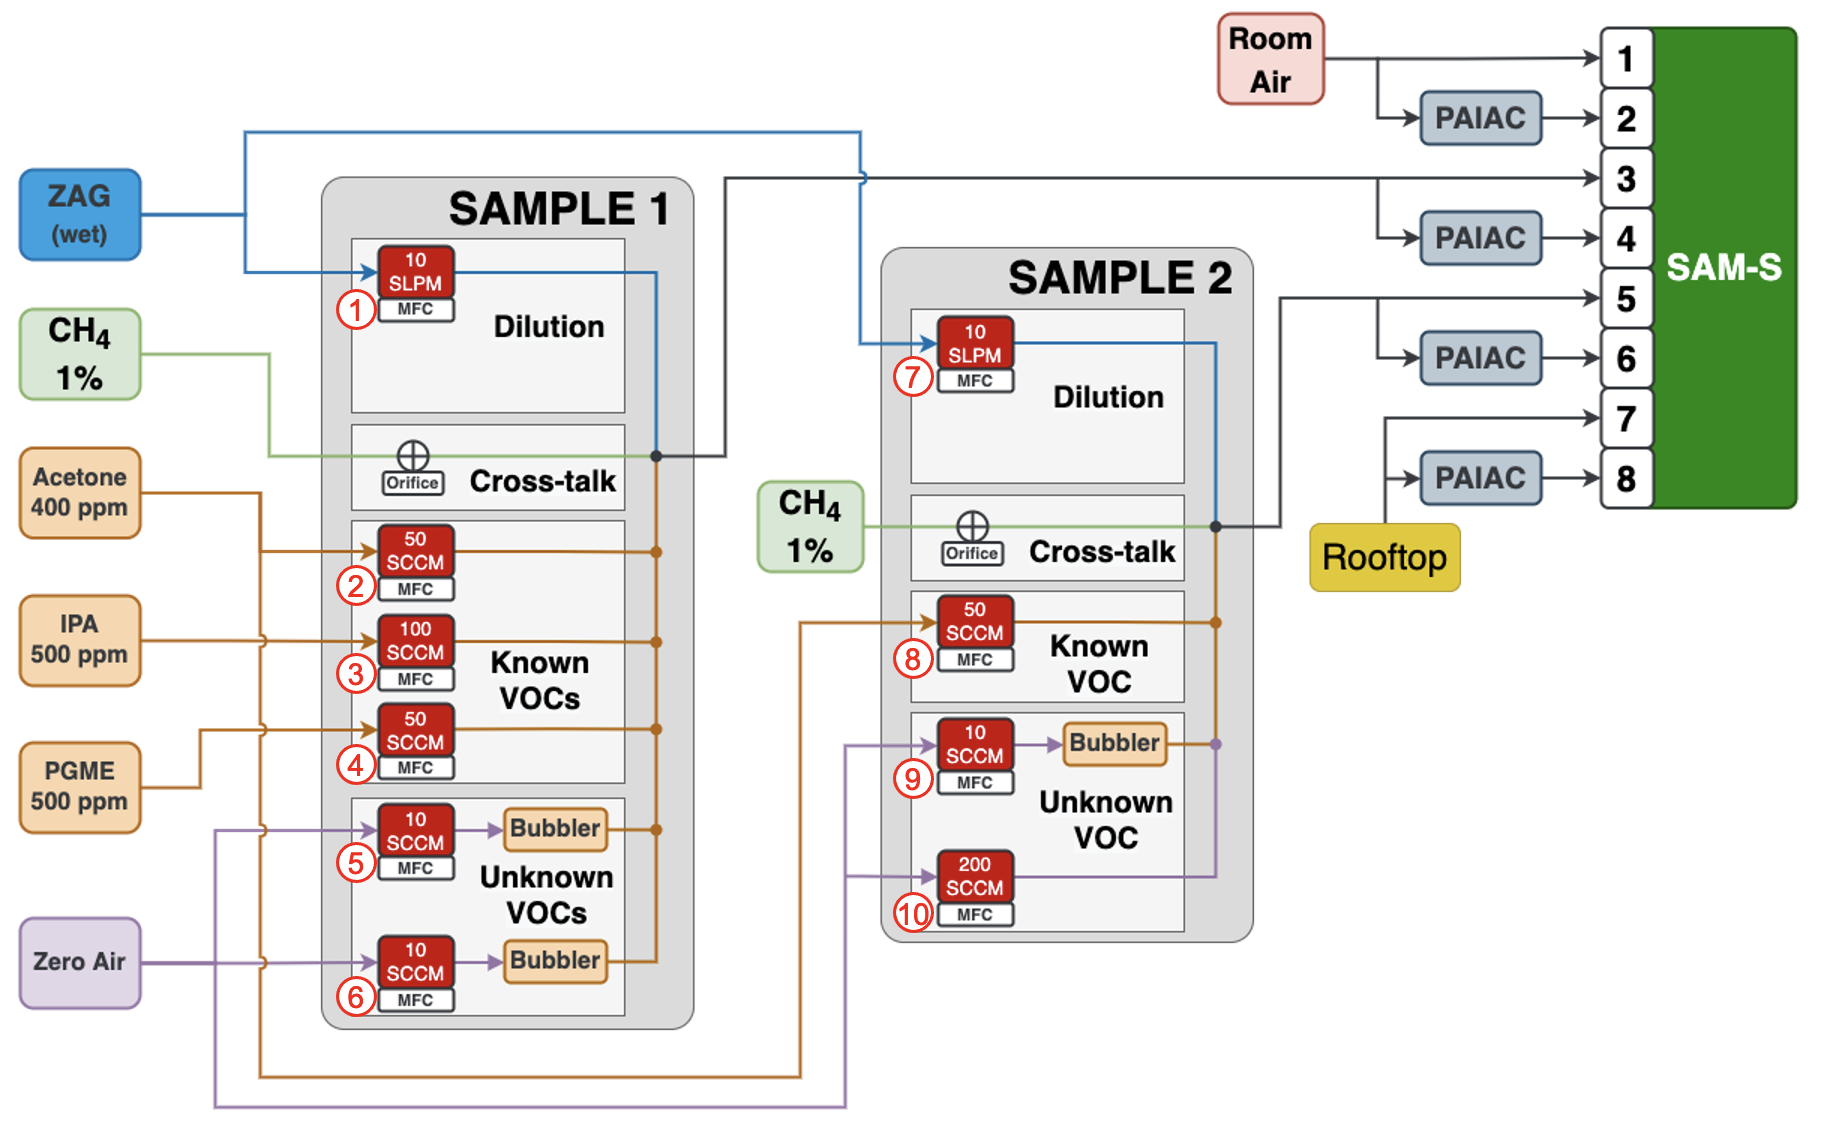 Room
Air
1
PAIAC
2
3
PAIAC
4
5
PAIAC
6
7
PAIAC
8
SAM-S
Rooftop
ZAG
(wet)
CH4
1%
Acetone
400 ppm
IPA
500 ppm
PGME
500 ppm
Zero Air
SAMPLE 1
10
SLPM
MFC
1
Dilution
Orifice
Cross-talk
50
SCCM
MFC
2
100
SCCM
MFC
3
Known
VOCs
50
SCCM
MFC
4
10
SCCM
MFC
5
Bubbler
Unknown
VOCs
10
SCCM
MFC
6
Bubbler
SAMPLE 2
10
SLPM
MFC
7
Dilution
CH4
1%
Orifice
Cross-talk
50
SCCM
MFC
8
Known
VOC
10
SCCM
MFC
9
Bubbler
Unknown
VOC
200
SCCM
MFC
10